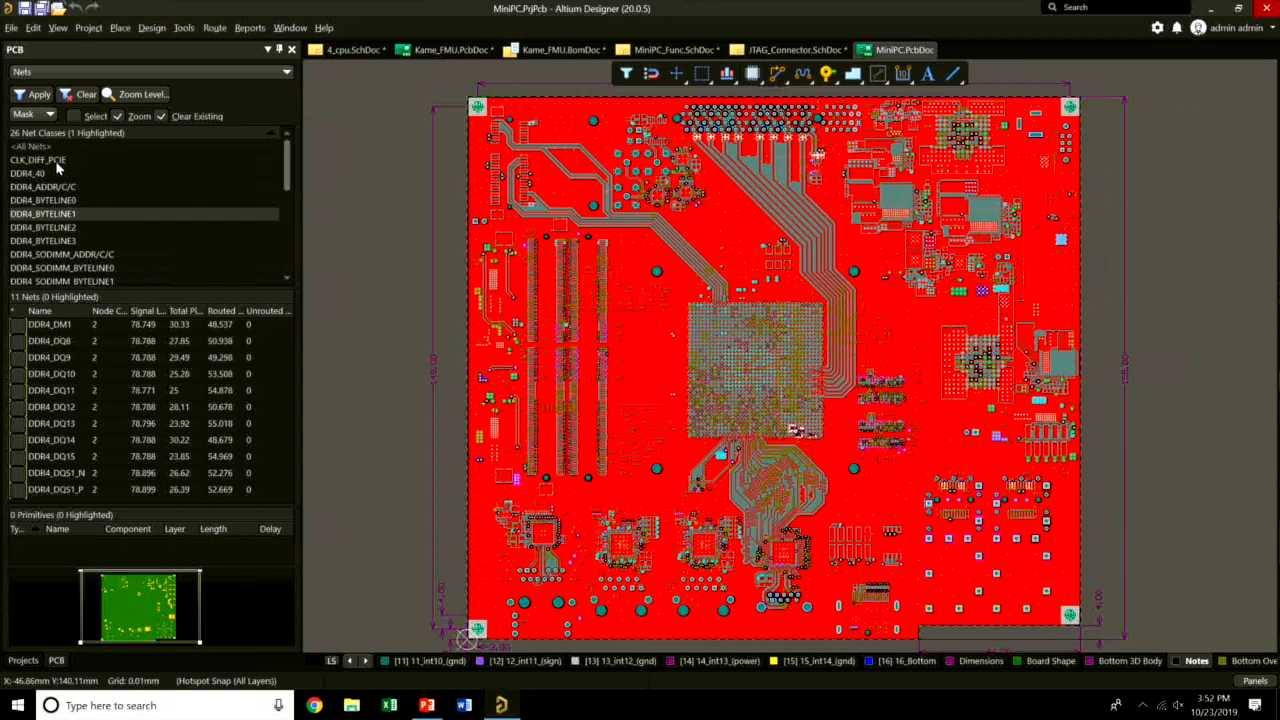 MiniPC.PrjPcb - Altium Designer (20.0.5)
Search
File Edit View Project Place Design Tools Route Reports Window Help
admin admin
PCB
4_cpu.SchDoc *
Kame_FMU.PcbDoc *
Kame_FMU.BomDoc *
MiniPC_Func.SchDoc *
JTAG_Connector.SchDoc *
MiniPC.PcbDoc
Nets
Apply Clear Zoom Level...
Mask Select Zoom Clear Existing
26 Net Classes (1 Highlighted)
<All Nets>
CLK_DIFF_PCIE
DDR4_40
DDR4_ADDR/C/C
DDR4_BYTELINE0
DDR4_BYTELINE1
DDR4_BYTELINE2
DDR4_BYTELINE3
DDR4_SODIMM_ADDR/C/C
DDR4_SODIMM_BYTELINE0
DDR4_SODIMM_BYTELINE1
11 Nets (0 Highlighted)
* Name Node C... Signal L... Total Pi... Routed ... Unrouted ...
DDR4_DM1 2 78.749 30.33 48.537 0
DDR4_DQ8 2 78.788 27.85 50.938 0
DDR4_DQ9 2 78.788 29.49 49.298 0
DDR4_DQ10 2 78.788 25.28 53.508 0
DDR4_DQ11 2 78.771 25 54.878 0
DDR4_DQ12 2 78.788 28.11 50.678 0
DDR4_DQ13 2 78.796 23.92 55.018 0
DDR4_DQ14 2 78.788 30.22 48.679 0
DDR4_DQ15 2 78.788 23.85 54.969 0
DDR4_DQS1_N 2 78.896 26.62 52.276 0
DDR4_DQS1_P 2 78.899 26.39 52.669 0
0 Primitives (0 Highlighted)
Ty... Name Component Layer Length Delay
Projects PCB
LS
[11] 11_int10_(gnd) [12] 12_int11_(sign) [13] 13_int12_(gnd) [14] 14_int13_(power) [15] 15_int14_(gnd) [16] 16_Bottom Dimensions Board Shape Bottom 3D Body Notes Bottom Ove
X:-46.86mm Y:140.11mm Grid: 0.01mm (Hotspot Snap (All Layers))
Panels
Type here to search
3:52 PM
10/23/2019